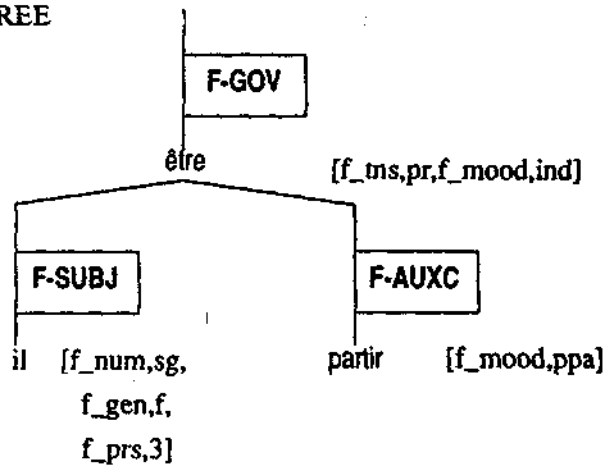 REE
F-GOV
être
[f_tns,pr,f_mood,ind]
F-SUBJ
F-AUXC
il [f_num,sg,
partir [f_mood,ppa]
f_gen,f,
f_prs,3]